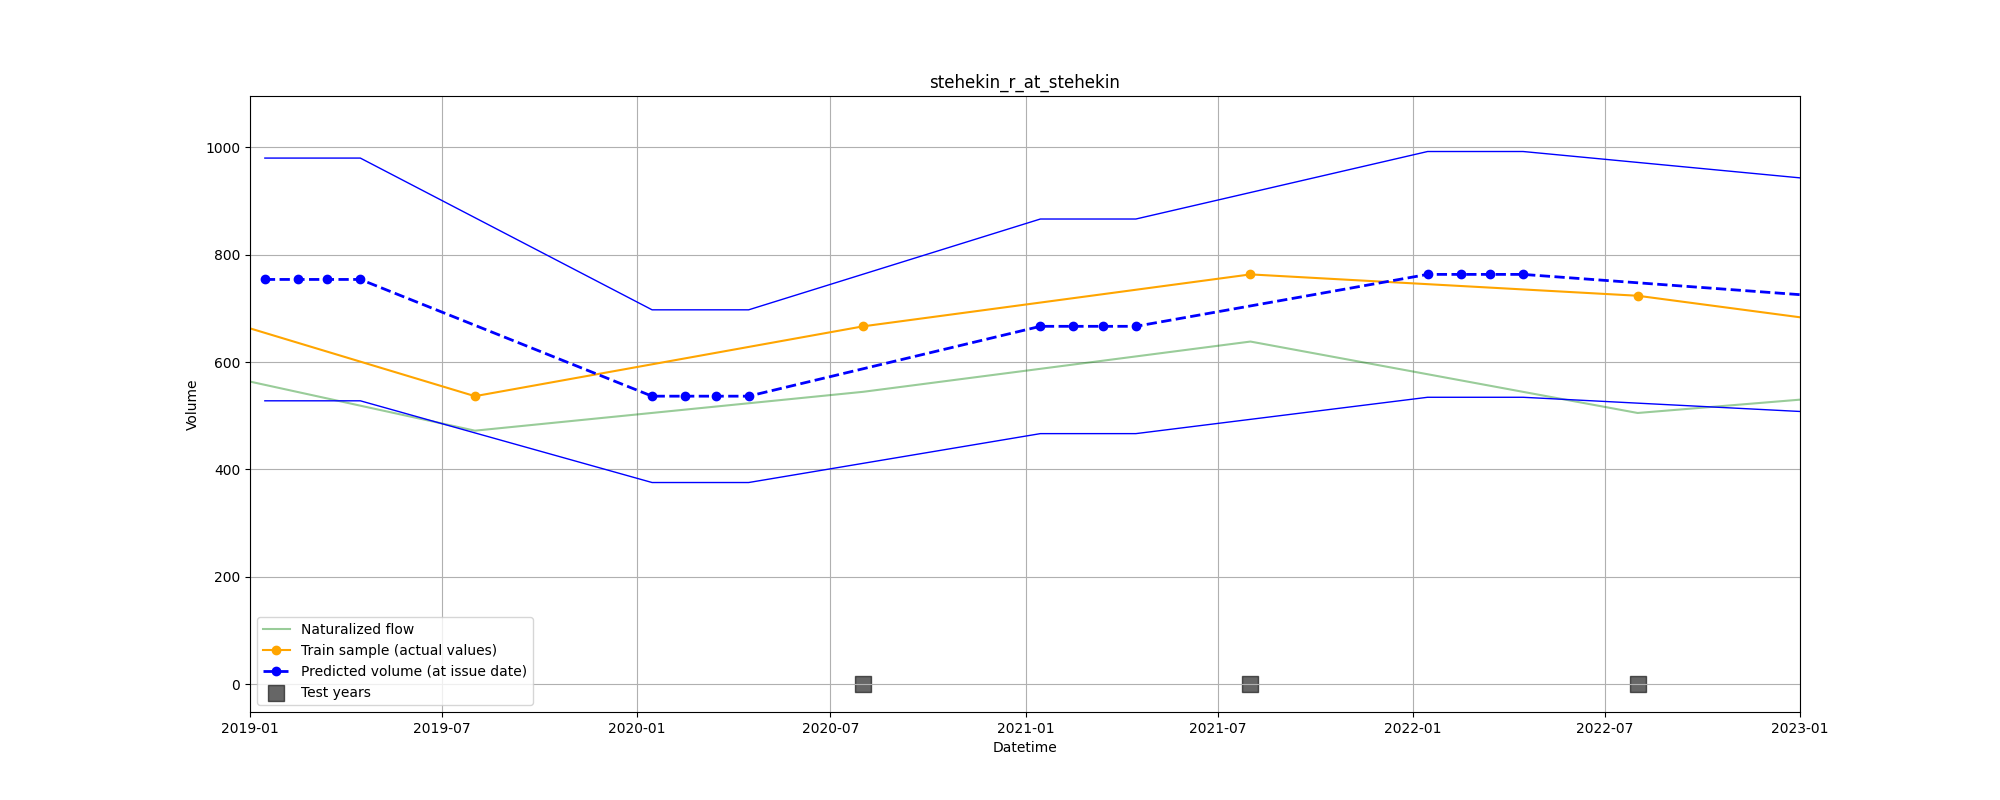 stehekin_r_at_stehekin
1000
800
600
400
200
0
Volume
Naturalized flow
Train sample (actual values)
Predicted volume (at issue date)
Test years
2019-01 2019-07 2020-01 2020-07 2021-01 2021-07 2022-01 2022-07 2023-01
Datetime